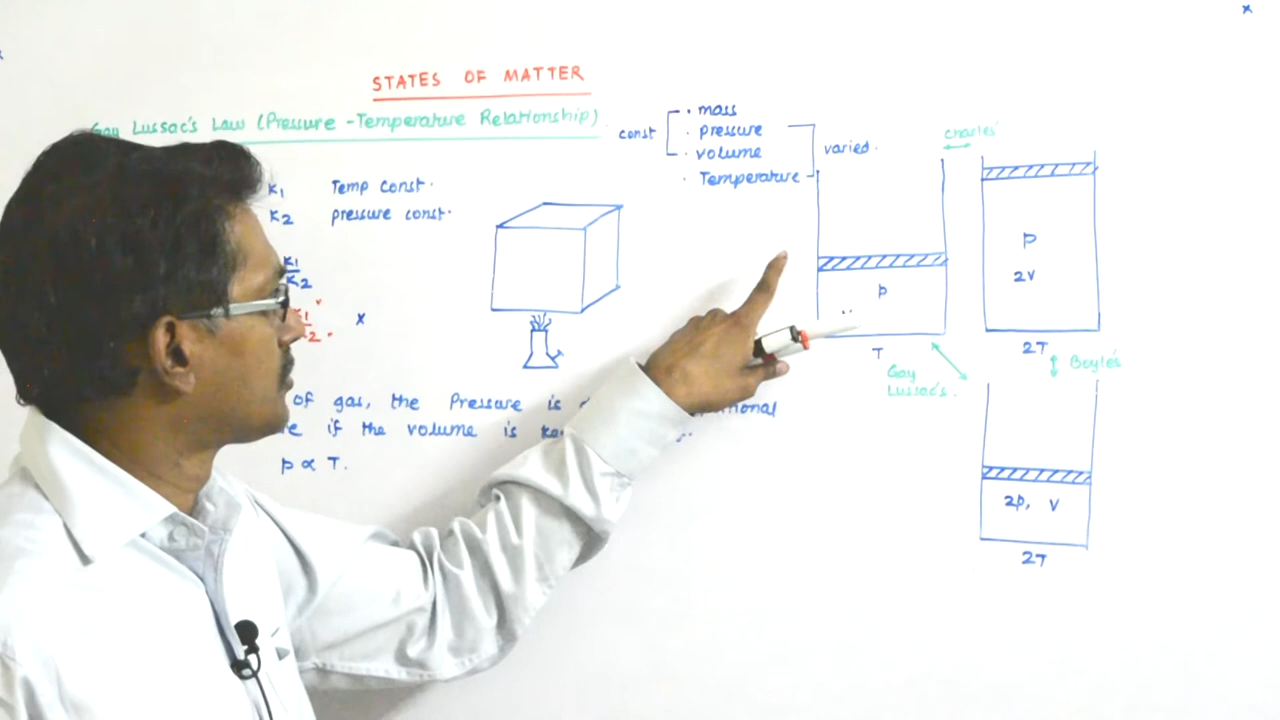 STATES OF MATTER
Gay Lussac's Law (Pressure - Temperature Relationship)
const
· mass
· pressure
· volume
· Temperature
varied.
charles'
K1 Temp Const.
K2 pressure const.
K1
K2
x
P
T
P
2V
2T
Gay
Lussac's.
Boyle's
2P, V
2T
of gas, the Pressure is
if the volume is
P ∝ T.
x